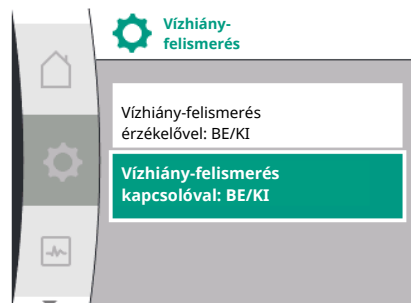 Vízhiány-
felismerés
Vízhiány-felismerés
érzékelővel: BE/KI
Vízhiány-felismerés
kapcsolóval: BE/KI